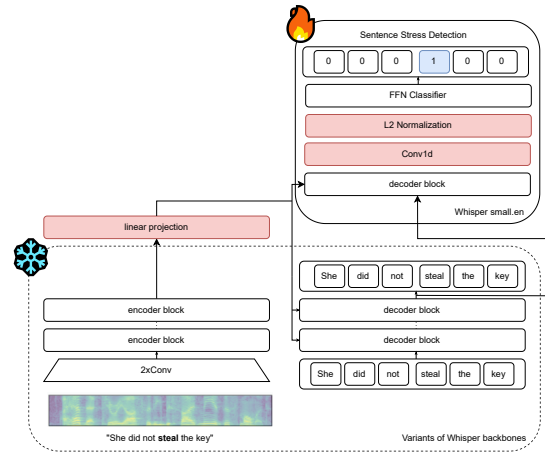 Sentence Stress Detection
0 0 0 1 0 0
FFN Classifier
L2 Normalization
Conv1d
decoder block
Whisper small.en
linear projection
She did not steal the key
encoder block
decoder block
encoder block
decoder block
2xConv
She did not steal the key
"She did not steal the key"
Variants of Whisper backbones